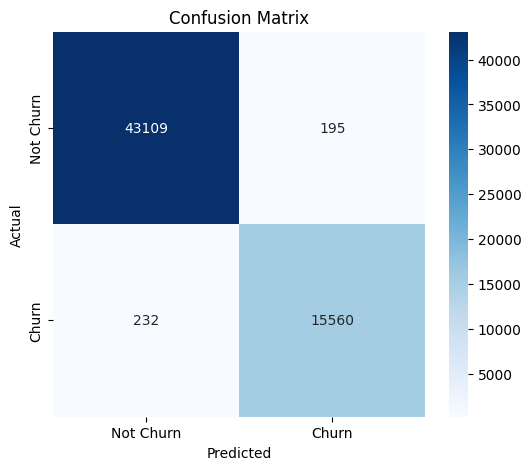 Confusion Matrix
Actual
Not Churn
Churn
43109
195
232
15560
Not Churn
Churn
Predicted
40000
35000
30000
25000
20000
15000
10000
5000